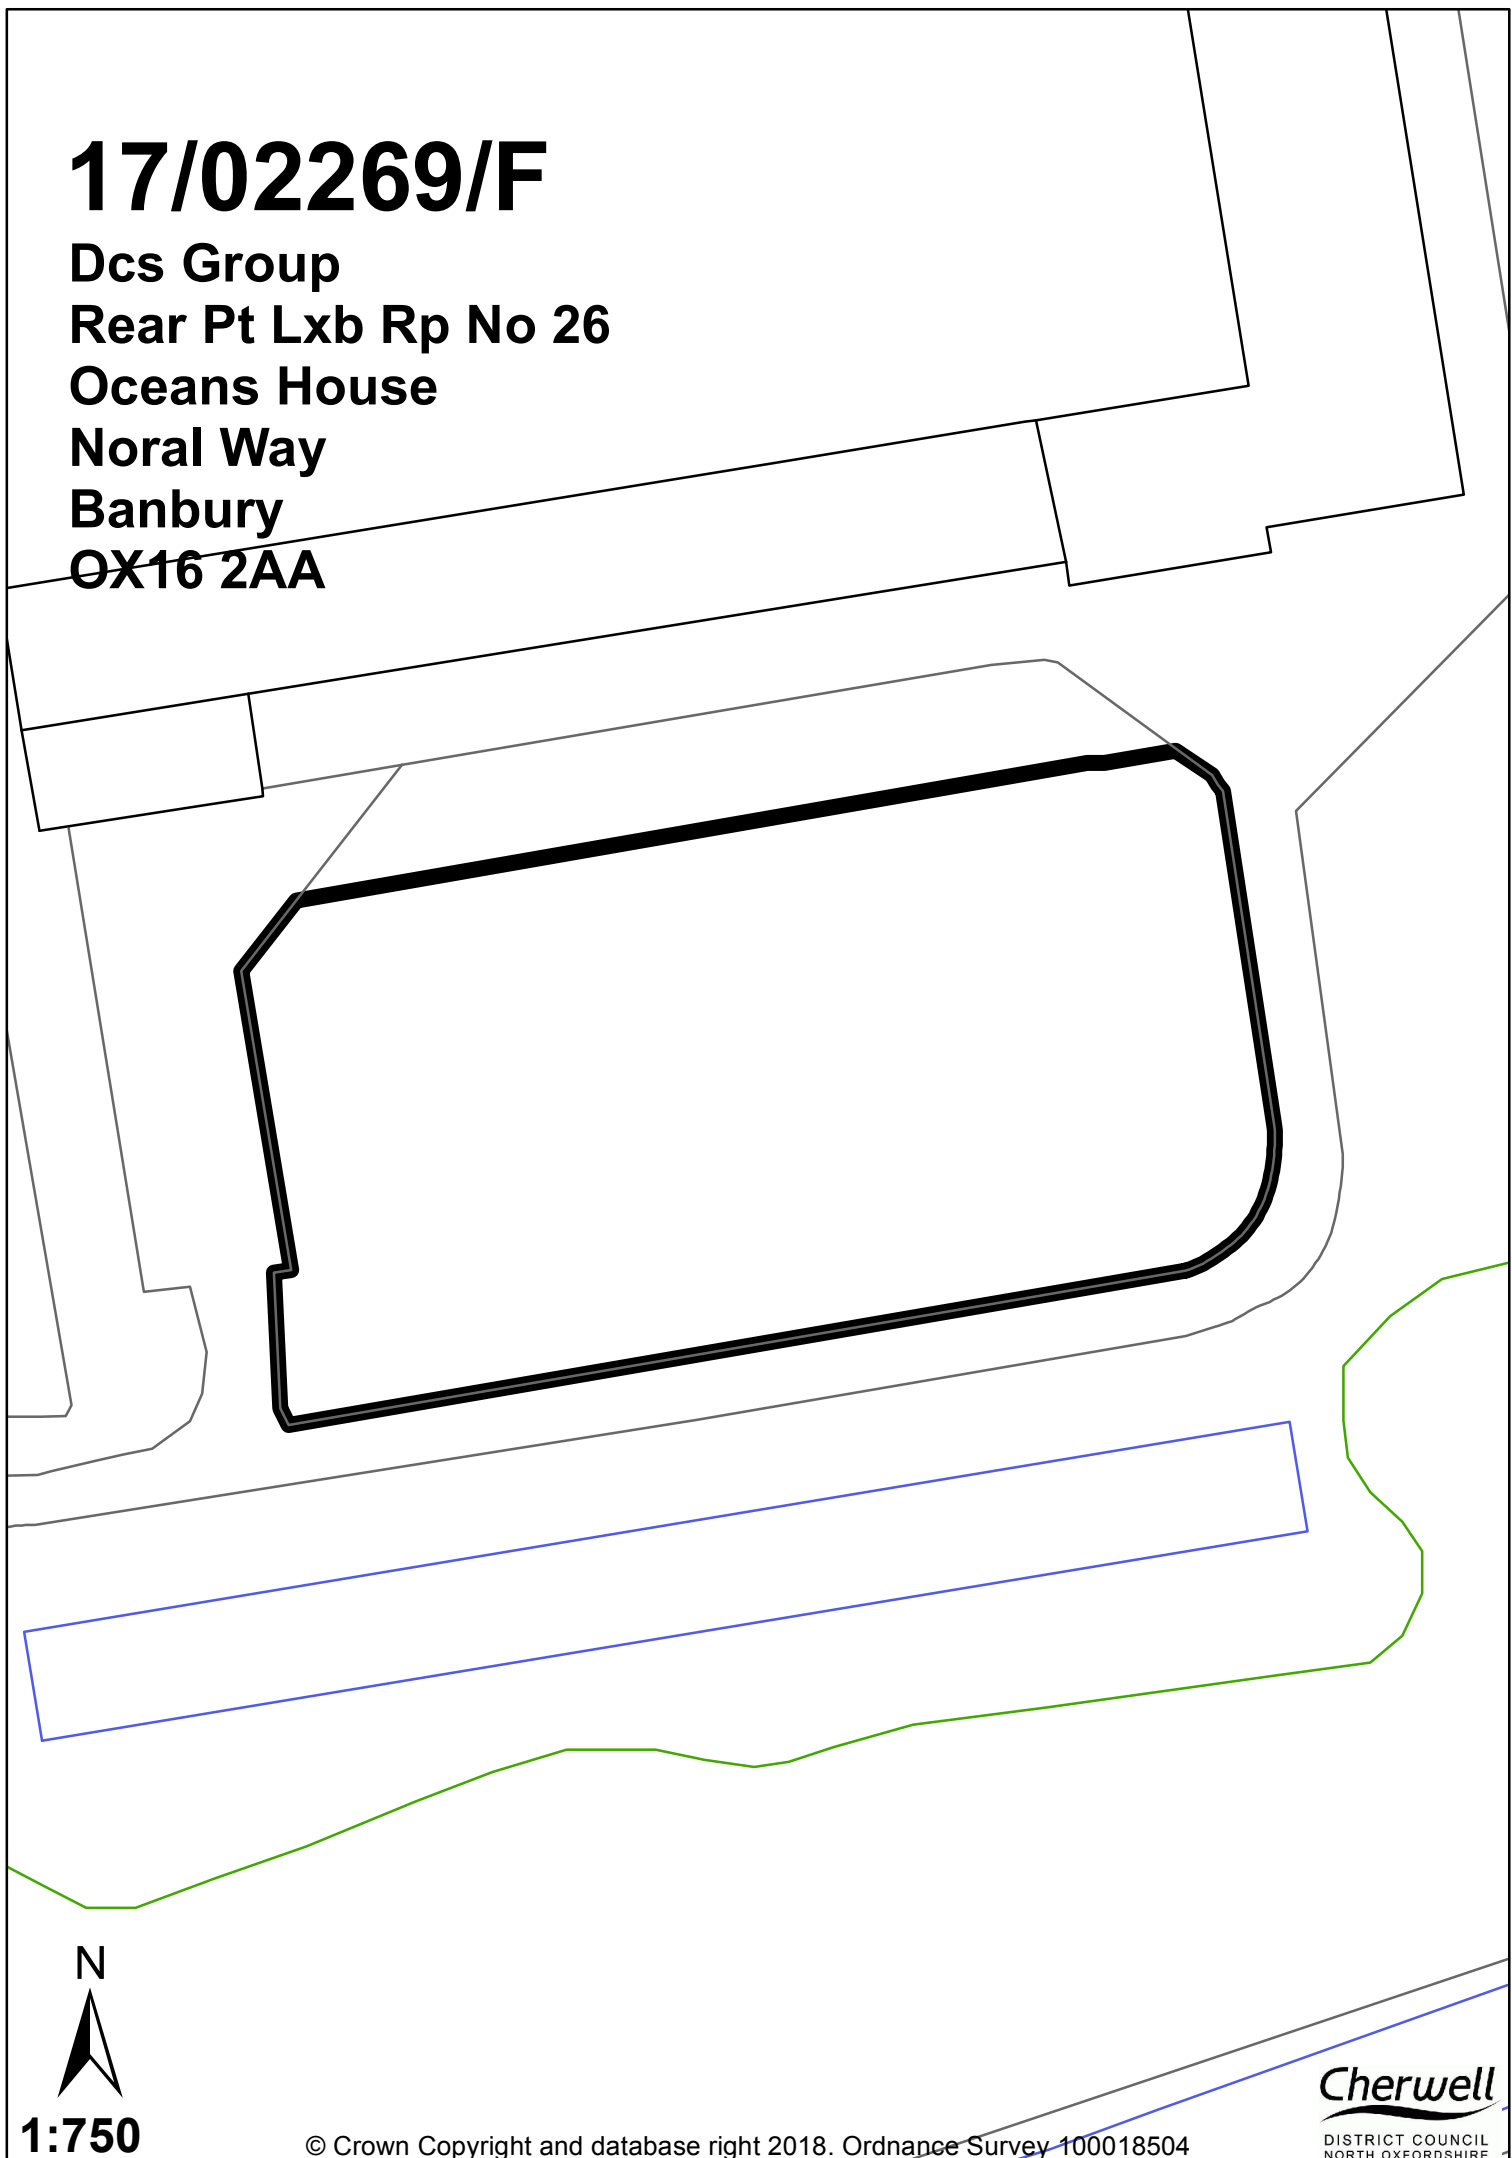 17/02269/F
Dcs Group
Rear Pt Lxb Rp No 26
Oceans House
Noral Way
Banbury
OX16 2AA
N
1:750
© Crown Copyright and database right 2018. Ordnance Survey 100018504
Cherwell
DISTRICT COUNCIL
NORTH OXFORDSHIRE